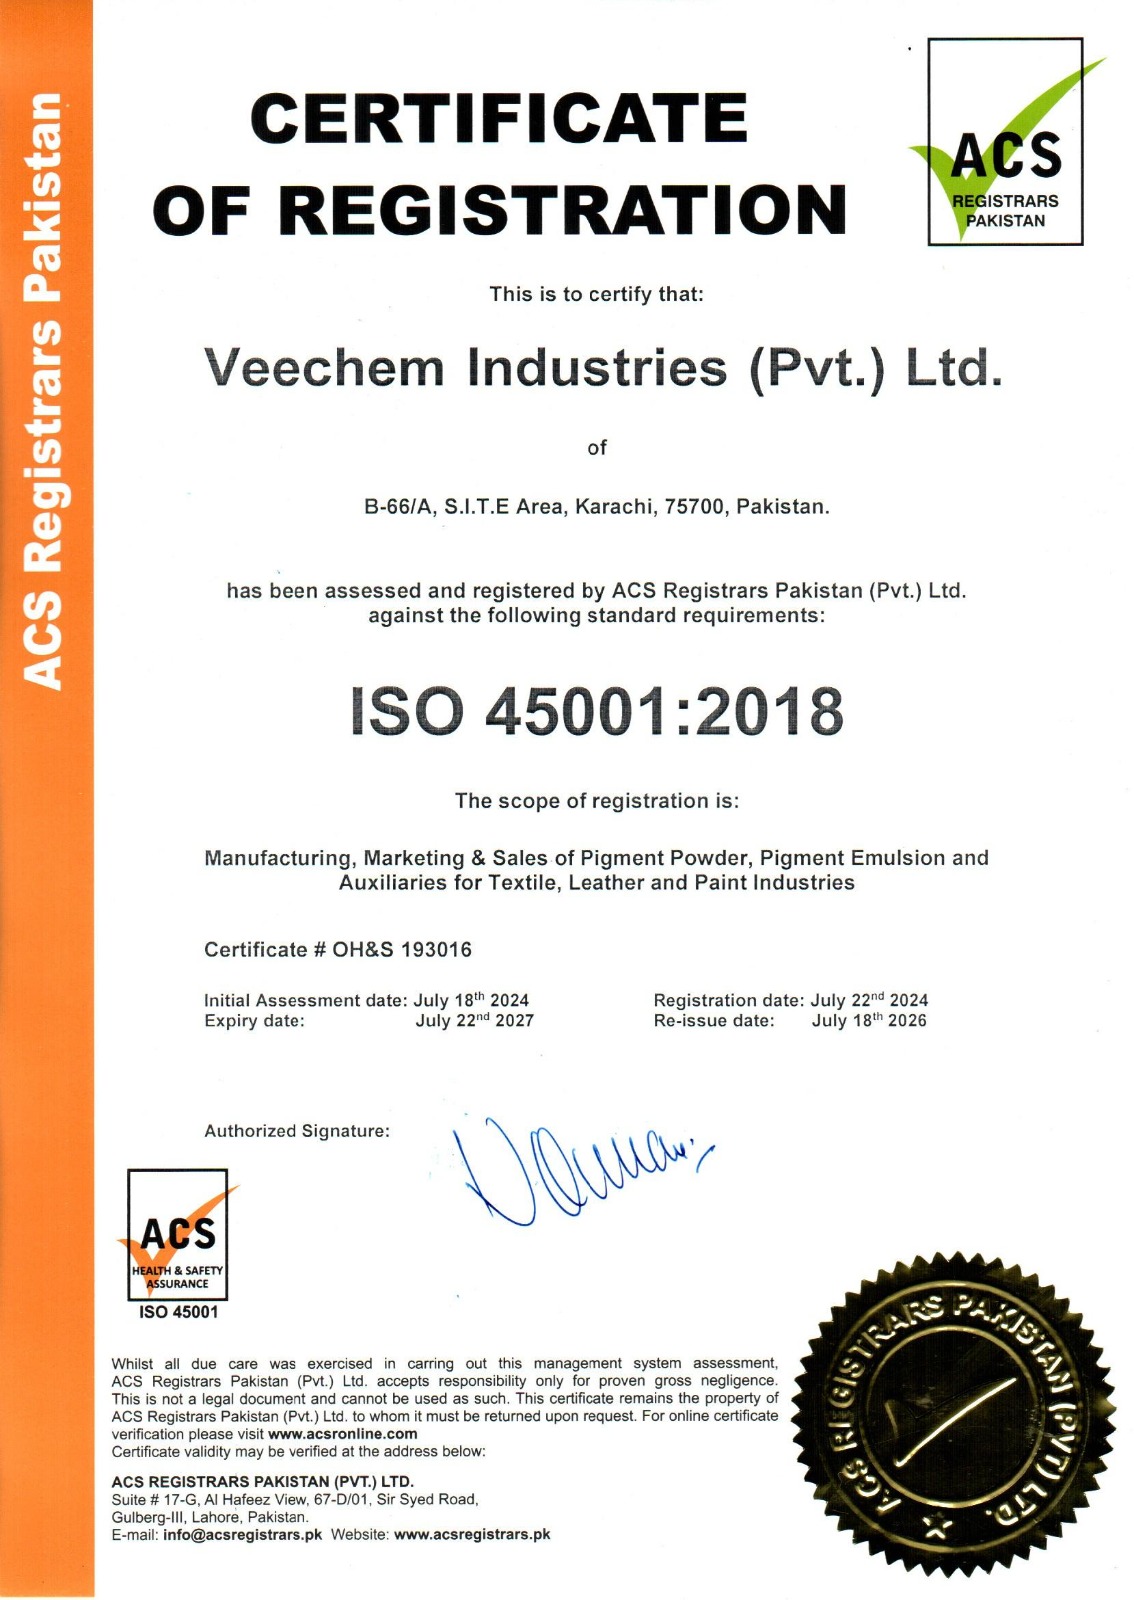 ACS Registrars Pakistan
CERTIFICATE
OF REGISTRATION
ACS
REGISTRARS
PAKISTAN
This is to certify that:
Veechem Industries (Pvt.) Ltd.
of
B-66/A, S.I.T.E Area, Karachi, 75700, Pakistan.
has been assessed and registered by ACS Registrars Pakistan (Pvt.) Ltd.
against the following standard requirements:
ISO 45001:2018
The scope of registration is:
Manufacturing, Marketing & Sales of Pigment Powder, Pigment Emulsion and
Auxiliaries for Textile, Leather and Paint Industries
Certificate # OH&S 193016
Initial Assessment date: July 18th 2024 Registration date: July 22nd 2024
Expiry date: July 22nd 2027 Re-issue date: July 18th 2026
Authorized Signature:
ACS
HEALTH & SAFETY
ASSURANCE
ISO 45001
Whilst all due care was exercised in carring out this management system assessment,
ACS Registrars Pakistan (Pvt.) Ltd. accepts responsibility only for proven gross negligence.
This is not a legal document and cannot be used as such. This certificate remains the property of
ACS Registrars Pakistan (Pvt.) Ltd. to whom it must be returned upon request. For online certificate
verification please visit www.acsronline.com
Certificate validity may be verified at the address below:
ACS REGISTRARS PAKISTAN (PVT.) LTD.
Suite # 17-G, Al Hafeez View, 67-D/01, Sir Syed Road,
Gulberg-III, Lahore, Pakistan.
E-mail: info@acsregistrars.pk Website: www.acsregistrars.pk
ACS REGISTRARS PAKISTAN (PVT) LTD.